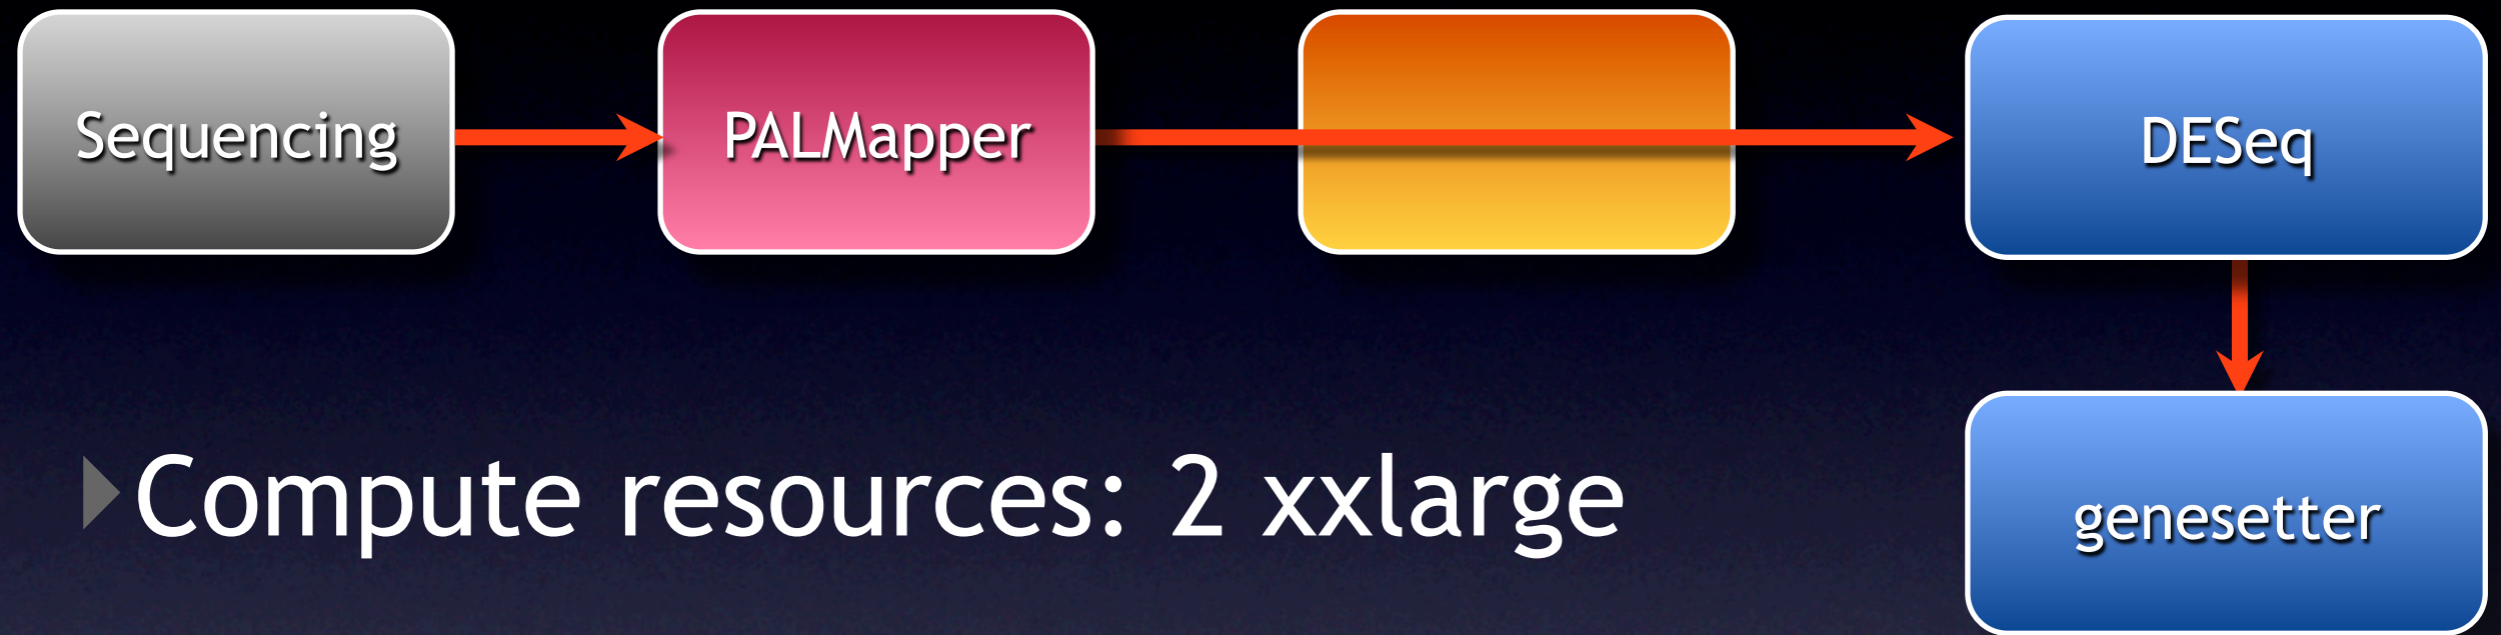 Sequencing
PALMapper
DESeq
Compute resources: 2 xxlarge
genesetter